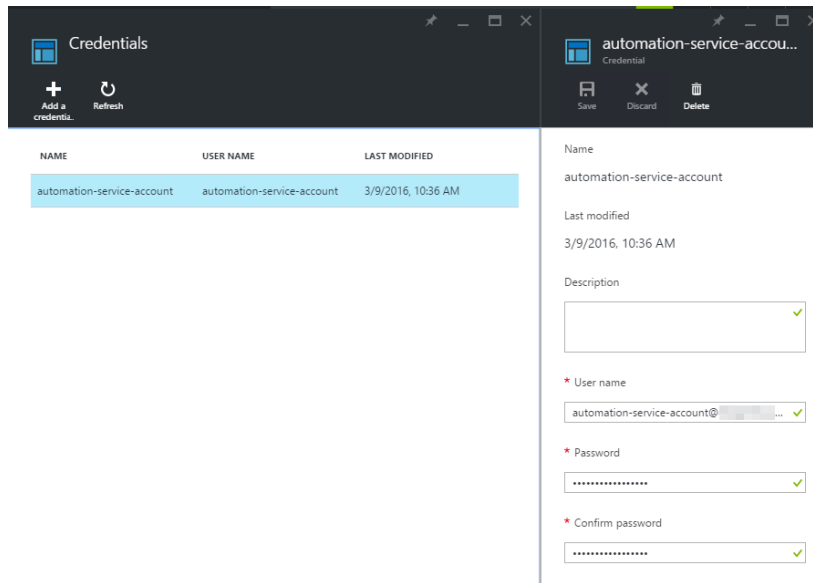 Credentials
Add a
credentia..
Refresh
NAME USER NAME LAST MODIFIED
automation-service-account automation-service-account 3/9/2016, 10:36 AM
automation-service-accou...
Credential
Save Discard Delete
Name
automation-service-account
Last modified
3/9/2016, 10:36 AM
Description
* User name
automation-service-account@ ...
* Password
•••••••••••••••••
* Confirm password
•••••••••••••••••